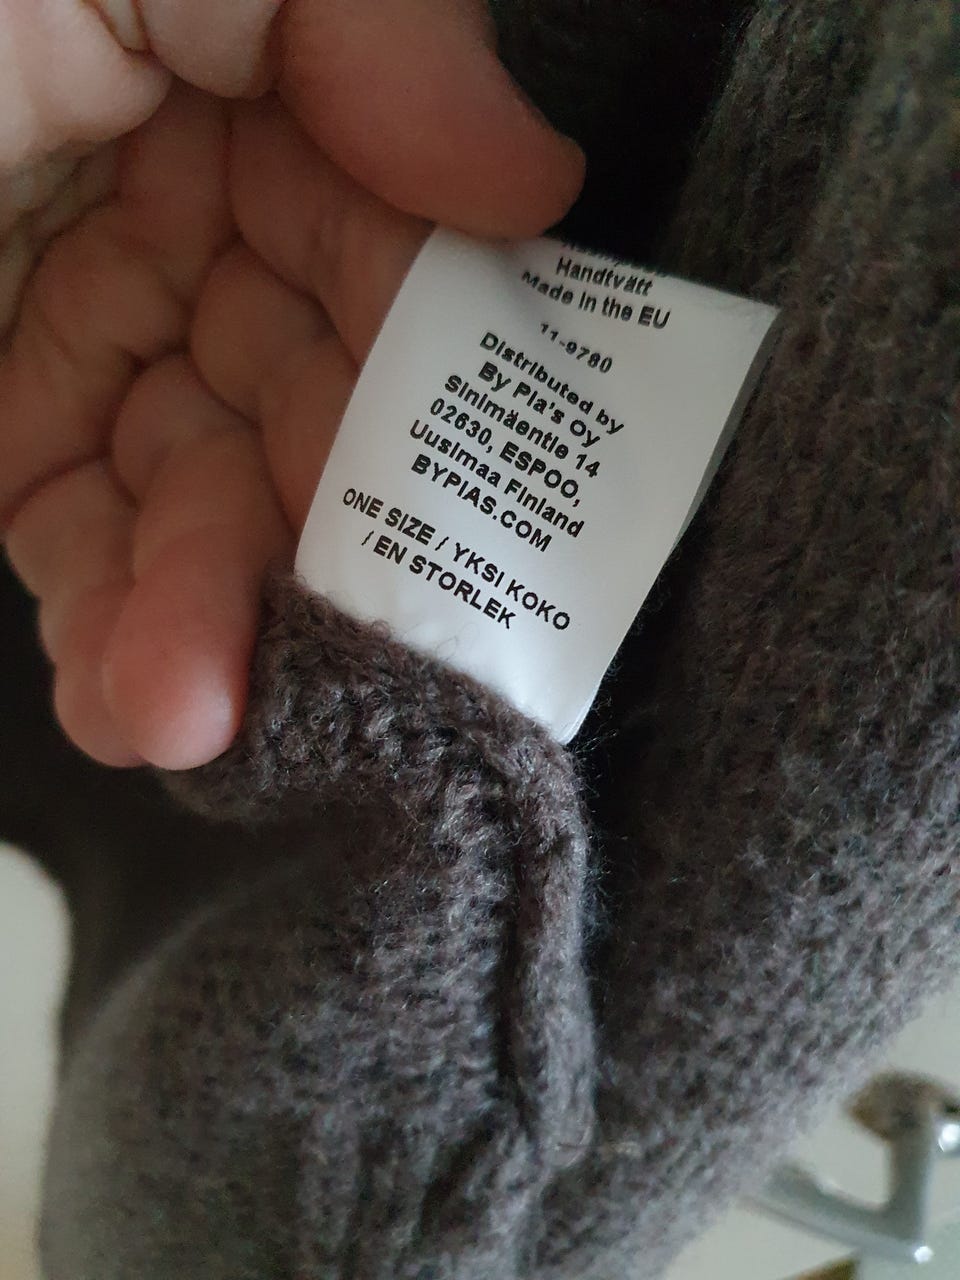 Handtvätt
Made in the EU
11-9780
Distributed by
By Pia's Oy
Sinimäentie 14
02630, ESPOO,
Uusimaa Finland
BYPIAS.COM
ONE SIZE / YKSI KOKO
/ EN STORLEK